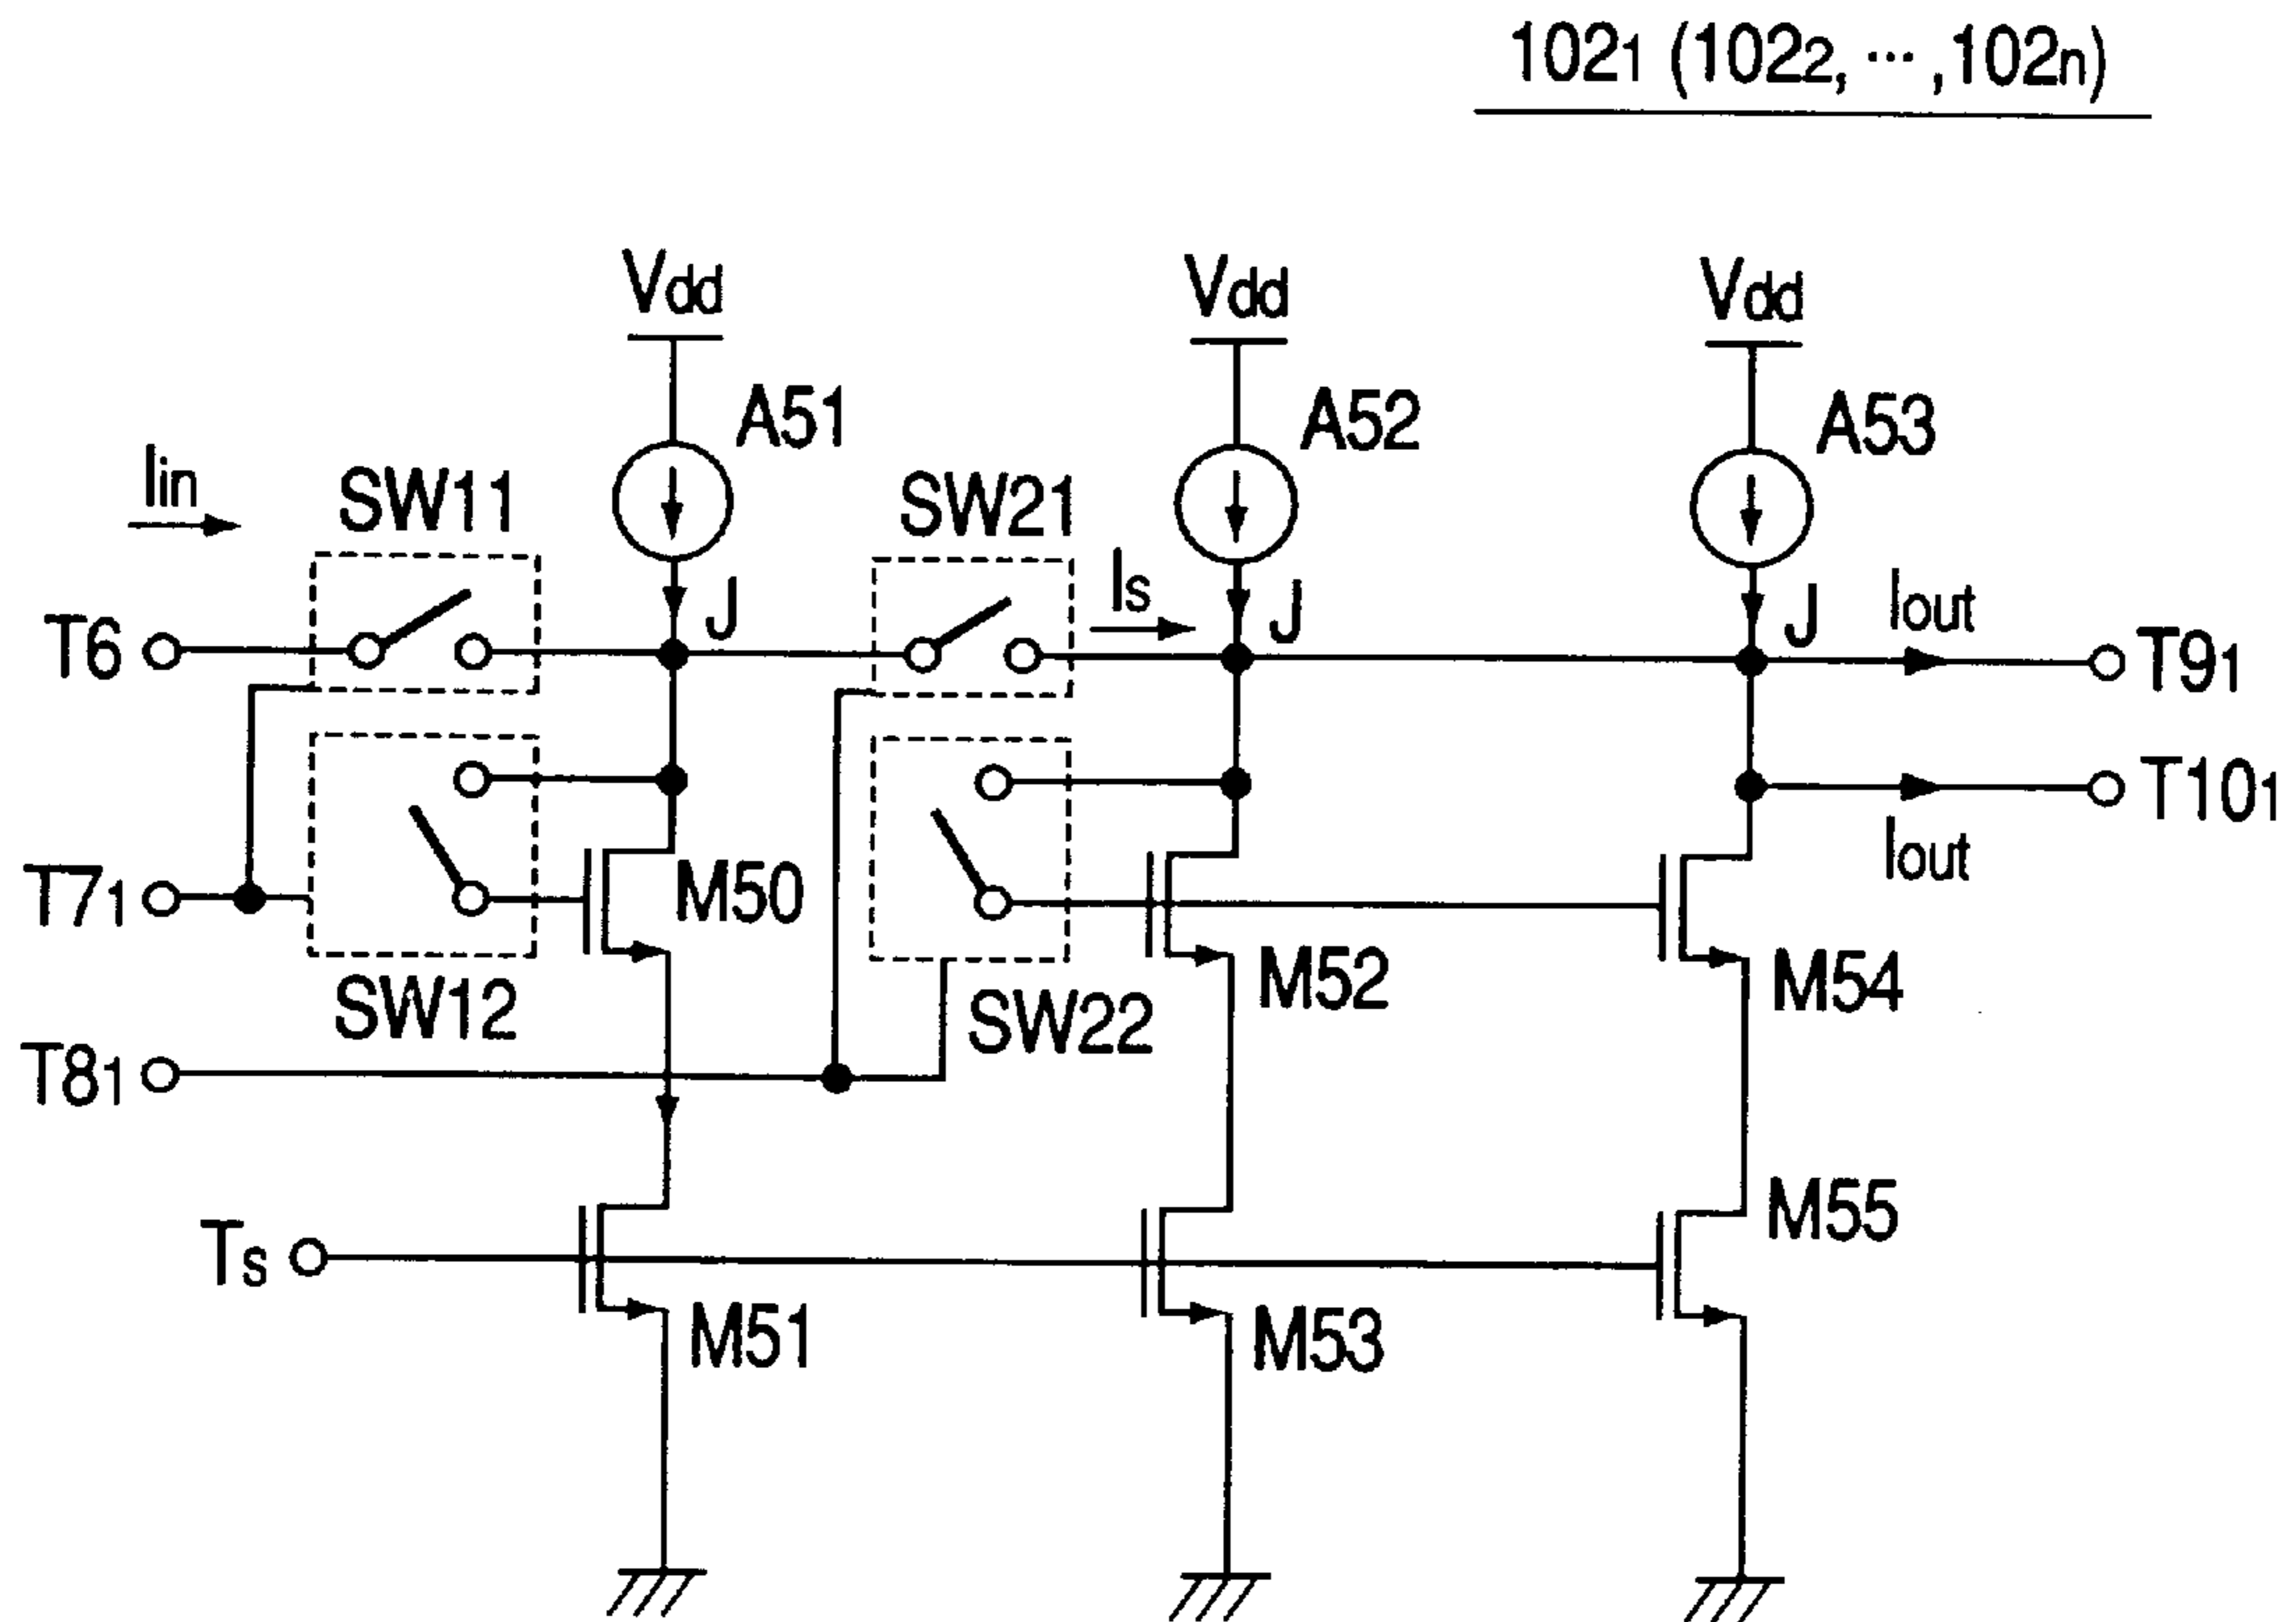 1021 (1022, ··· ,102n)
Vdd
Vdd
Vdd
A51
A52
A53
Iin
SW11
SW21
Is
J
J
J
Iout
T6
T91
T101
Iout
T71
M50
M52
M54
SW12
SW22
T81
Ts
M51
M53
M55